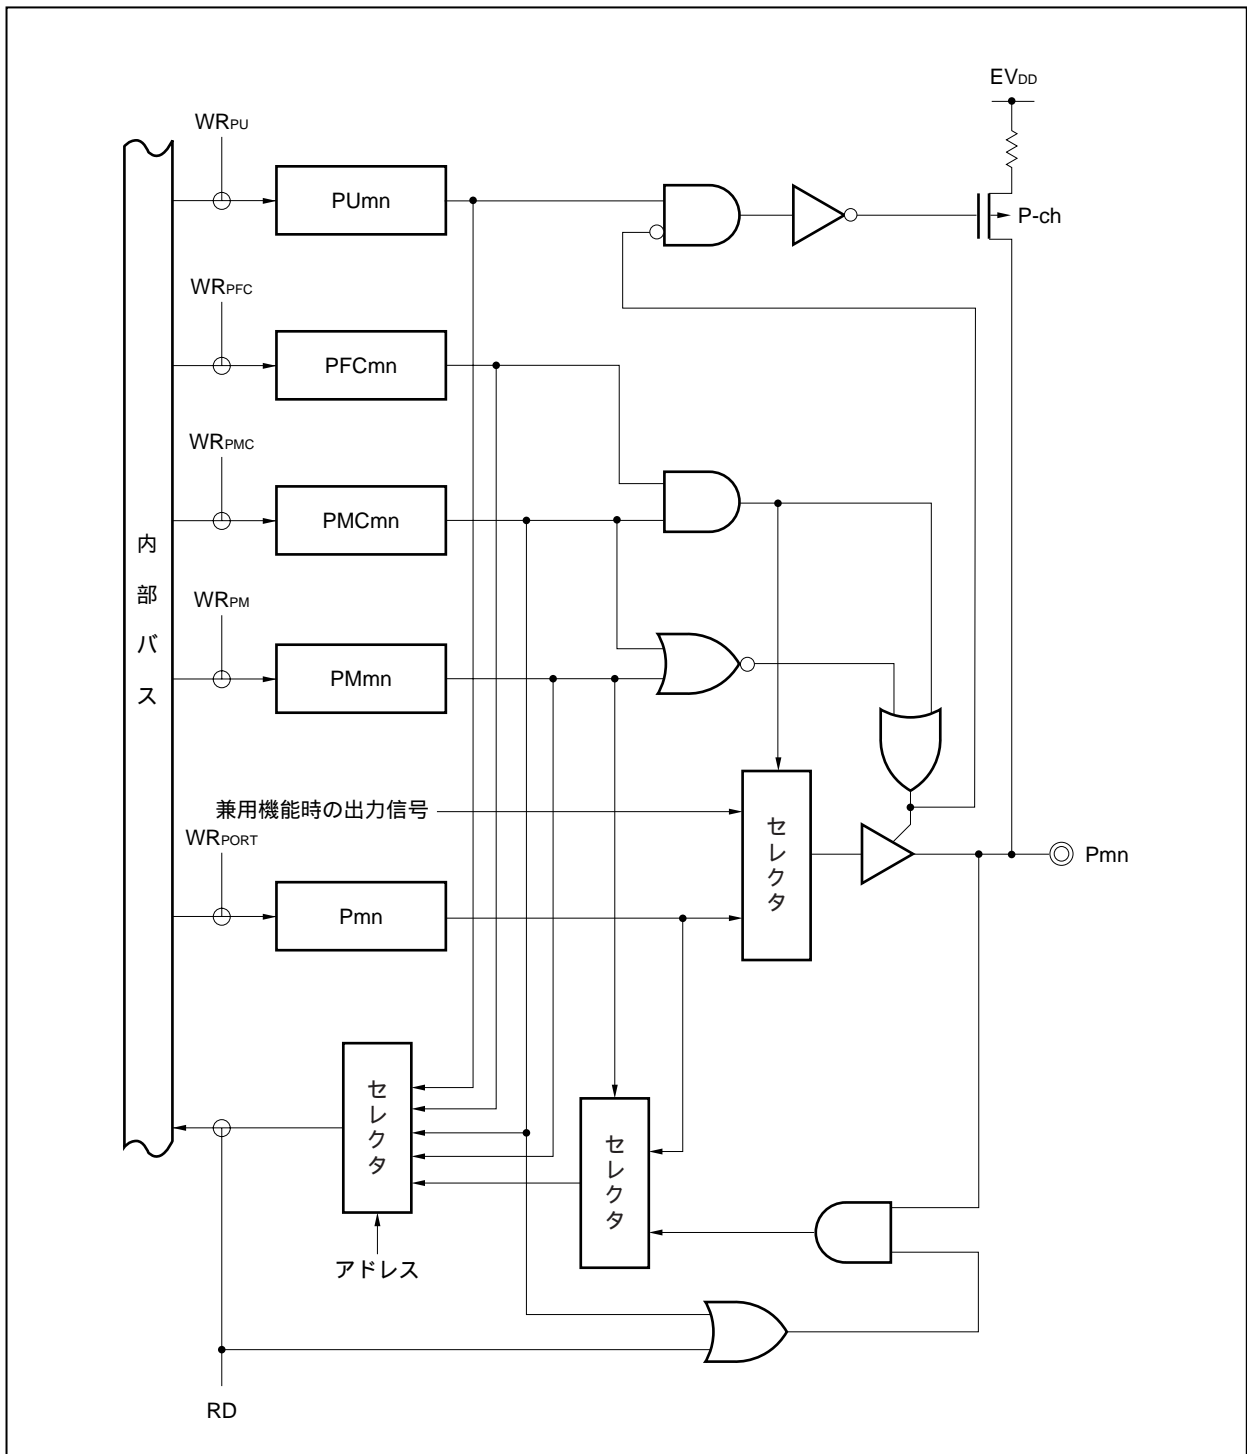 EVDD
WRPU
PUmn
P-ch
WRPFC
PFCmn
WRPMC
PMCmn
内部バス
WRPM
PMmn
兼用機能時の出力信号
セレクタ
WRPORT
Pmn
Pmn
セレクタ
セレクタ
アドレス
RD